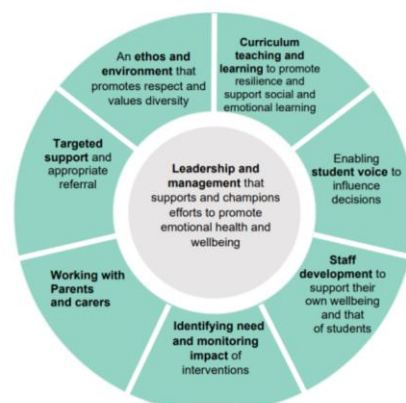 An ethos and
environment that
promotes respect and
values diversity
Curriculum
teaching and
learning to promote
resilience and
support social and
emotional learning
Enabling
student voice to
influence
decisions
Staff
development to
support their
own wellbeing
and that
of students
Identifying need
and monitoring
impact of
interventions
Working with
Parents
and carers
Targeted
support and
appropriate
referral
Leadership and
management that
supports and champions
efforts to promote
emotional health and
wellbeing